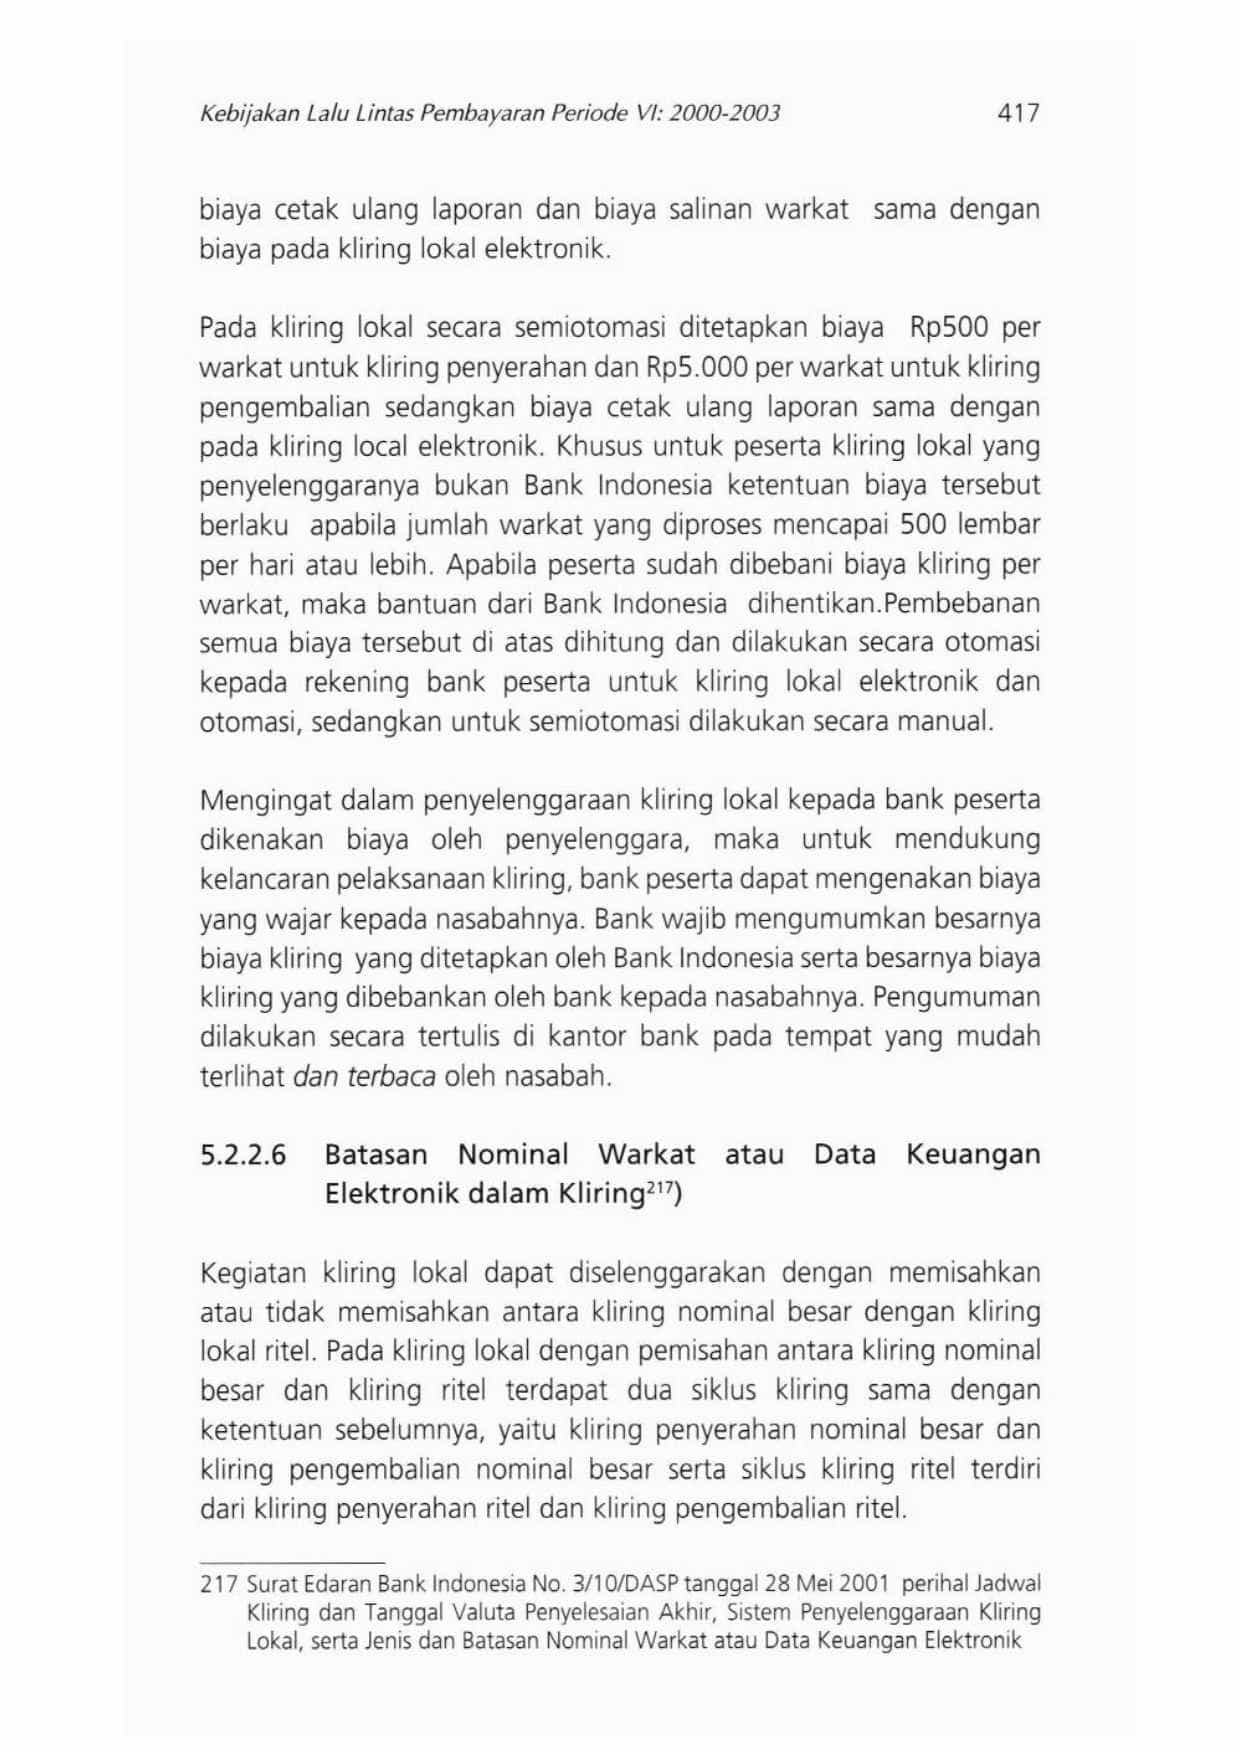 Kebijakan Lalu Lintas Pembayaran Periode VI: 2000-2003 417
biaya cetak ulang laporan dan biaya salinan warkat sama dengan
biaya pada kliring lokal elektronik.
Pada kliring lokal secara semiotomasi ditetapkan biaya Rp500 per
warkat untuk kliring penyerahan dan Rp5.000 per warkat untuk kliring
pengembalian sedangkan biaya cetak ulang laporan sama dengan
pada kliring local elektronik. Khusus untuk peserta kliring lokal yang
penyelenggaranya bukan Bank Indonesia ketentuan biaya tersebut
berlaku apabila jumlah warkat yang diproses mencapai 500 lembar
per hari atau lebih. Apabila peserta sudah dibebani biaya kliring per
warkat, maka bantuan dari Bank Indonesia dihentikan.Pembebanan
semua biaya tersebut di atas dihitung dan dilakukan secara otomasi
kepada rekening bank peserta untuk kliring lokal elektronik dan
otomasi, sedangkan untuk semiotomasi dilakukan secara manual.
Mengingat dalam penyelenggaraan kliring lokal kepada bank peserta
dikenakan biaya oleh penyelenggara, maka untuk mendukung
kelancaran pelaksanaan kliring, bank peserta dapat mengenakan biaya
yang wajar kepada nasabahnya. Bank wajib mengumumkan besarnya
biaya kliring yang ditetapkan oleh Bank Indonesia serta besarnya biaya
kliring yang dibebankan oleh bank kepada nasabahnya. Pengumuman
dilakukan secara tertulis di kantor bank pada tempat yang mudah
terlihat dan terbaca oleh nasabah.
5.2.2.6 Batasan Nominal Warkat atau Data Keuangan
Elektronik dalam Kliring217)
Kegiatan kliring lokal dapat diselenggarakan dengan memisahkan
atau tidak memisahkan antara kliring nominal besar dengan kliring
lokal ritel. Pada kliring lokal dengan pemisahan antara kliring nominal
besar dan kliring ritel terdapat dua siklus kliring sama dengan
ketentuan sebelumnya, yaitu kliring penyerahan nominal besar dan
kliring pengembalian nominal besar serta siklus kliring ritel terdiri
dari kliring penyerahan ritel dan kliring pengembalian ritel.
217 Surat Edaran Bank Indonesia No. 3/10/DASP tanggal 28 Mei 2001 perihal Jadwal
Kliring dan Tanggal Valuta Penyelesaian Akhir, Sistem Penyelenggaraan Kliring
Lokal, serta Jenis dan Batasan Nominal Warkat atau Data Keuangan Elektronik